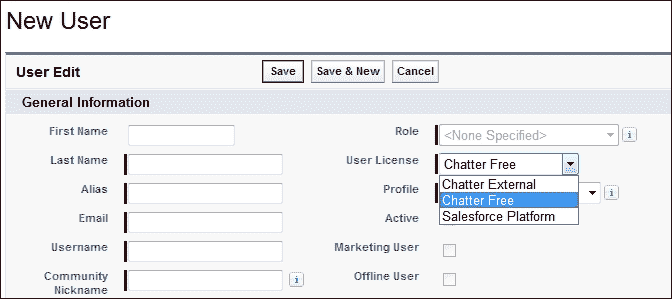 New User
User Edit Save Save & New Cancel
General Information
First Name Role <None Specified> i
Last Name User License Chatter Free
Chatter External
Alias Profile Chatter Free i
Email Active Salesforce Platform
Username Marketing User
Community Nickname i Offline User